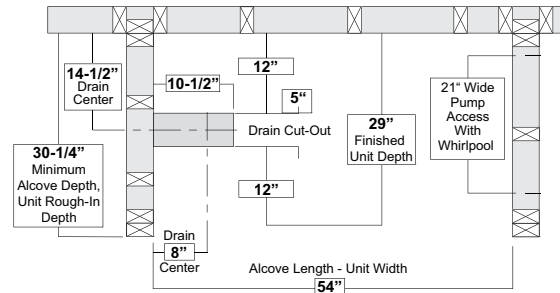 14-1/2”
Drain
Center
10-1/2”
12”
5“
Drain Cut-Out
30-1/4”
Minimum
Alcove Depth,
Unit Rough-In
Depth
29”
Finished
Unit Depth
21“ Wide
Pump
Access
With
Whirlpool
12”
Drain
8”
Center
Alcove Length - Unit Width
54”